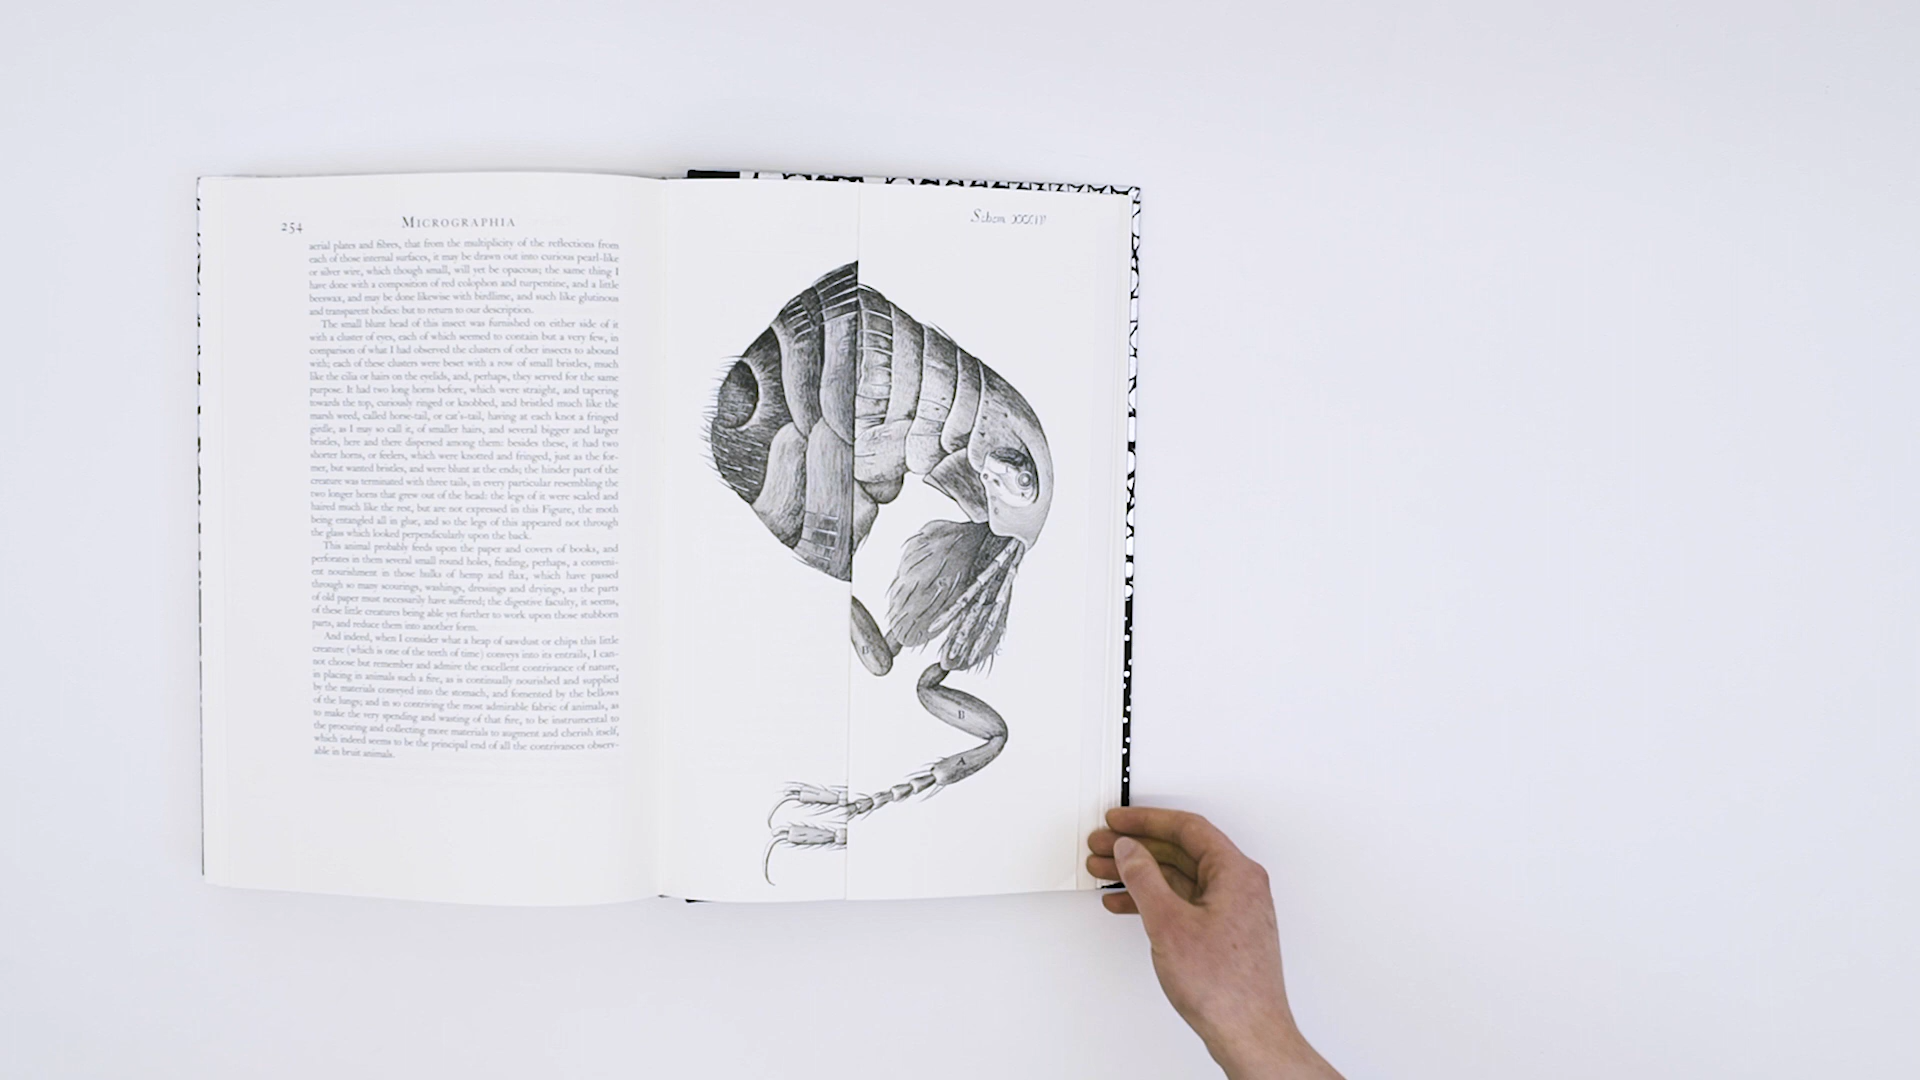 254
MICROGRAPHIA
aerial plates and fibres, that from the multiplicity of the reflections from
each of those internal surfaces, it may be drawn out into curious pearl-like
or silver wire, which though small, will yet be opacous; the same thing I
have done with a composition of red colophon and turpentine, and a little
beeswax, and may be done likewise with birdlime, and such like glutinous
and transparent bodies: but to return to our description.
The small blunt head of this insect was furnished on either side of it
with a cluster of eyes, each of which seemed to contain but a very few, in
comparison of what I had observed the clusters of other insects to abound
with; each of these clusters were beset with a row of small bristles, much
like the cilia or hairs on the eyelids, and, perhaps, they served for the same
purpose. It had two long horns before, which were straight, and tapering
towards the top, curiously ringed or knobbed, and bristled much like the
marsh weed, called horse-tail, or cat's-tail, having at each knot a fringed
girdle, as I may so call it, of smaller hairs, and several bigger and larger
bristles, here and there dispersed among them: besides these, it had two
shorter horns, or feelers, which were knotted and fringed, just as the for-
mer, but wanted bristles, and were blunt at the ends; the hinder part of the
creature was terminated with three tails, in every particular resembling the
two longer horns that grew out of the head: the legs of it were scaled and
haired much like the rest, but are not expressed in this Figure, the moth
being entangled all in glue, and so the legs of this appeared not through
the glass which looked perpendicularly upon the back.
This animal probably feeds upon the paper and covers of books, and
perforates in them several small round holes, finding, perhaps, a conveni-
ent nourishment in those hulks of hemp and flax, which have passed
through so many scourings, washings, dressings and dryings, as the parts
of old paper must necessarily have suffered; the digestive faculty, it seems,
of these little creatures being able yet further to work upon those stubborn
parts, and reduce them into another form.
And indeed, when I consider what a heap of sawdust or chips this little
creature (which is one of the teeth of time) conveys into its entrails, I can-
not choose but remember and admire the excellent contrivance of nature,
in placing in animals such a fire, as is continually nourished and supplied
by the materials conveyed into the stomach, and fomented by the bellows
of the lungs; and in so contriving the most admirable fabric of animals, as
to make the very spending and wasting of that fire, to be instrumental to
the procuring and collecting more materials to augment and cherish itself,
which indeed seems to be the principal end of all the contrivances observ-
able in bruit animals.
Schem. XXXIV
C
B
B
A